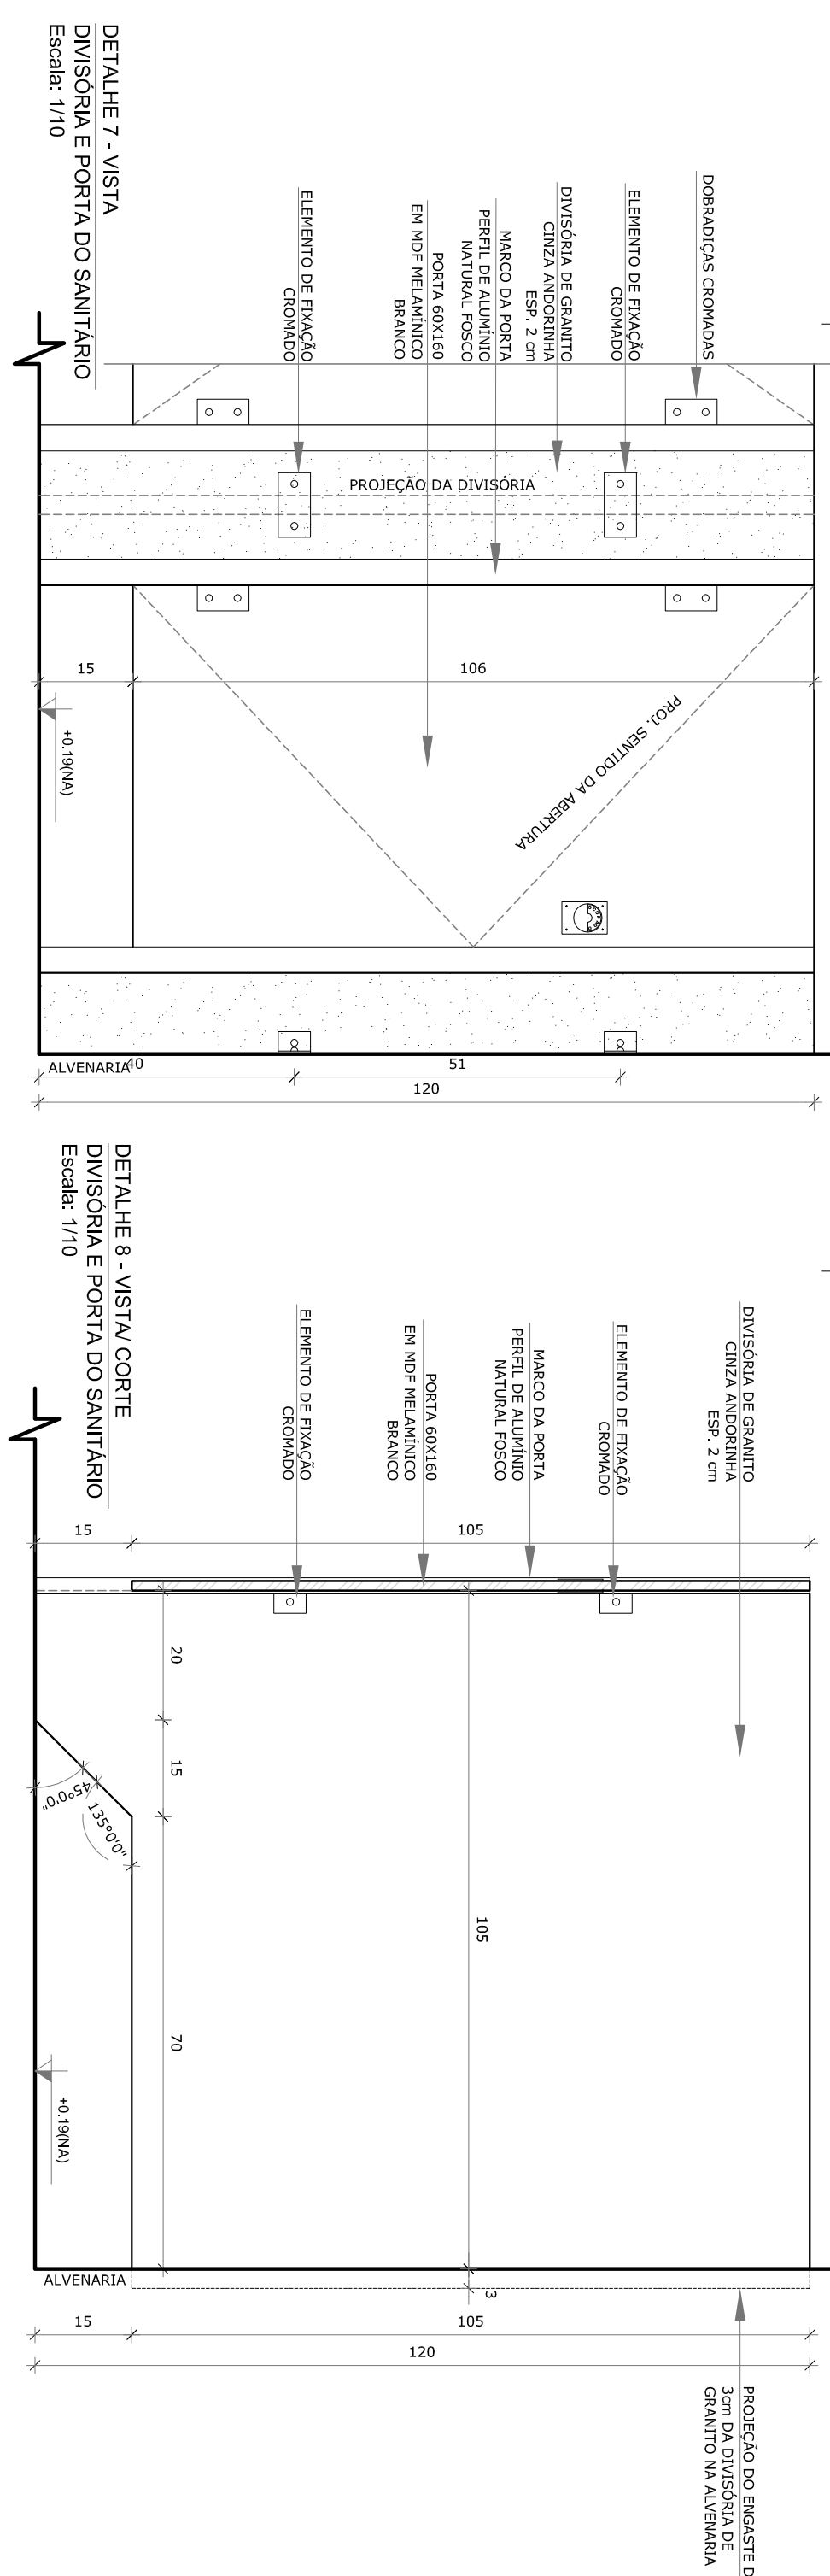 DETALHE 7 - VISTA
DIVISÓRIA E PORTA DO SANITÁRIO
Escala: 1/10
DOBRADIÇAS CROMADAS
ELEMENTO DE FIXAÇÃO
CROMADO
DIVISÓRIA DE GRANITO
CINZA ANDORINHA
ESP. 2 cm
MARCO DA PORTA
PERFIL DE ALUMÍNIO
NATURAL FOSCO
PORTA 60X160
EM MDF MELAMÍNICO
BRANCO
ELEMENTO DE FIXAÇÃO
CROMADO
PROJEÇÃO DA DIVISÓRIA
15
106
+0.19(NA)
PROJ. SENTIDO DA ABERTURA
ALVENARIA
40
51
120
DETALHE 8 - VISTA/ CORTE
DIVISÓRIA E PORTA DO SANITÁRIO
Escala: 1/10
DIVISÓRIA DE GRANITO
CINZA ANDORINHA
ESP. 2 cm
ELEMENTO DE FIXAÇÃO
CROMADO
MARCO DA PORTA
PERFIL DE ALUMÍNIO
NATURAL FOSCO
PORTA 60X160
EM MDF MELAMÍNICO
BRANCO
ELEMENTO DE FIXAÇÃO
CROMADO
15
105
20
15
45°0'0"
135°0'0"
105
70
+0.19(NA)
ALVENARIA
3
15
105
120
PROJEÇÃO DO ENGASTE D
3cm DA DIVISÓRIA DE
GRANITO NA ALVENARIA